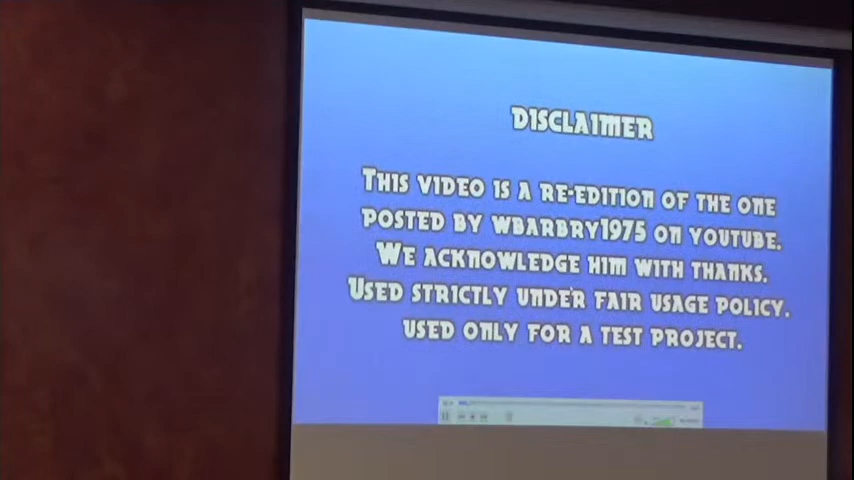 DISCLAIMER
THIS VIDEO IS A RE-EDITION OF THE ONE
POSTED BY WBARBRY1975 ON YOUTUBE.
WE ACKNOWLEDGE HIM WITH THANKS.
USED STRICTLY UNDER FAIR USAGE POLICY.
USED ONLY FOR A TEST PROJECT.